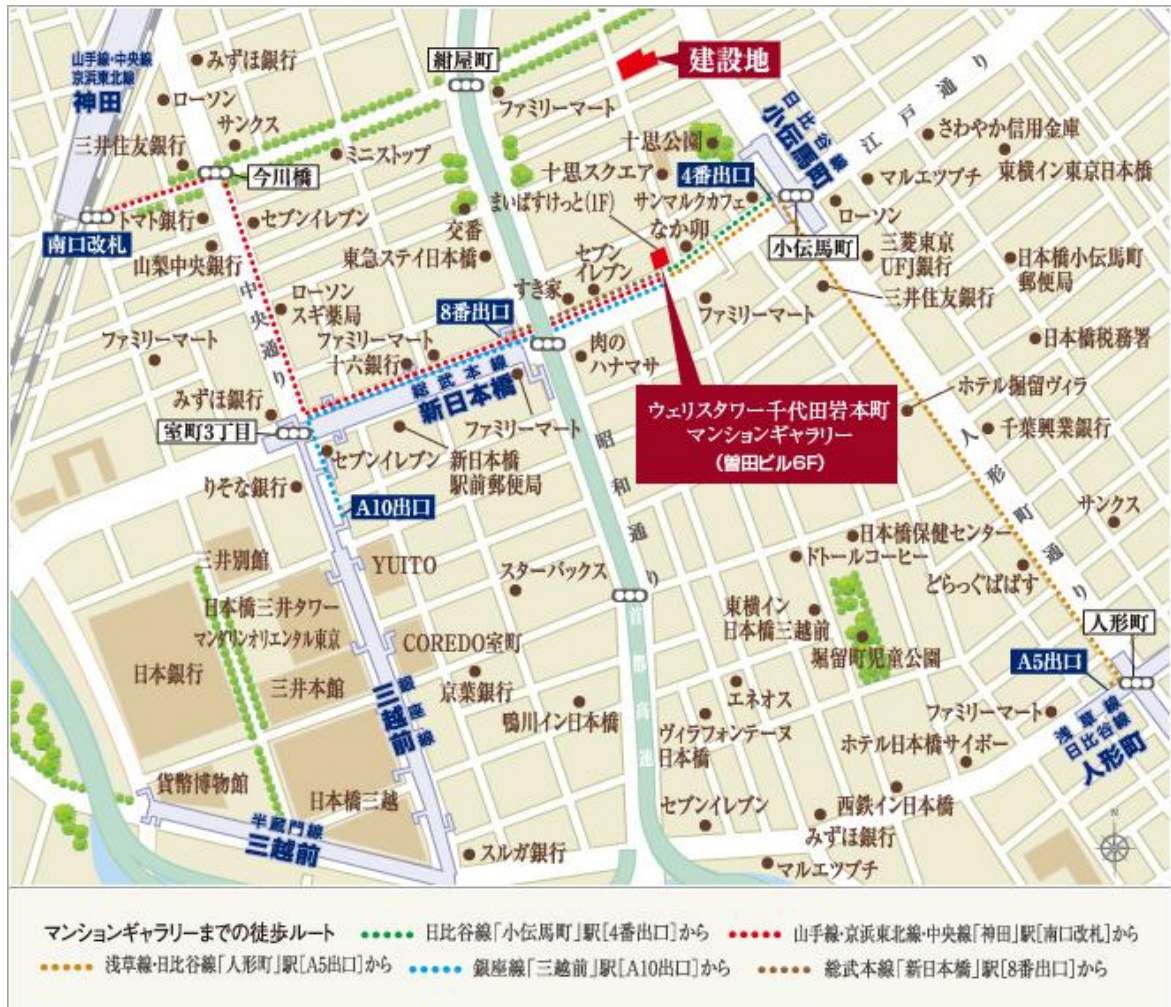 山手線・中央線
京浜東北線
神田
みずほ銀行
ローソン
サンクス
三井住友銀行
ミニストップ
今川橋
トマト銀行
南口改札
山梨中央銀行
セブンイレブン
中央通り
紺屋町
ファミリーマート
建設地
十思公園
十思スクエア
4番出口
まいばすけっと(1F)
サンマルクカフェ
なか卯
日比谷線
小伝馬町
江戸通り
さわやか信用金庫
東横イン東京日本橋
マルエツプチ
ローソン
小伝馬町
三菱東京
UFJ銀行
三井住友銀行
日本橋小伝馬町
郵便局
日本橋税務署
交番
東急ステイ日本橋
セブン
イレブン
すき家
8番出口
ローソン
スギ薬局
ファミリーマート
ファミリーマート
十六銀行
総武本線
新日本橋
肉の
ハナマサ
ファミリーマート
ウェリスタワー千代田岩本町
マンションギャラリー
(曽田ビル6F)
ホテル堀留ヴィラ
千葉興業銀行
人形町通り
みずほ銀行
室町3丁目
ファミリーマート
セブンイレブン
新日本橋
駅前郵便局
りそな銀行
A10出口
昭和通り
サンクス
日本橋保健センター
ドトールコーヒー
どらっぐぱぱす
三井別館
YUITO
スターバックス
日本橋三井タワー
マンダリンオリエンタル東京
COREDO室町
日本銀行
三井本館
京葉銀行
鴨川イン日本橋
銀座線
三越前
首都高速
東横イン
日本橋三越前
堀留町児童公園
人形町
A5出口
エネオス
ファミリーマート
浅草線
日比谷線
人形町
ヴィラフォンテーヌ
日本橋
ホテル日本橋サイボー
貨幣博物館
日本橋三越
半蔵門線
三越前
セブンイレブン
西鉄イン日本橋
みずほ銀行
スルガ銀行
マルエツプチ
N
マンションギャラリーまでの徒歩ルート
日比谷線「小伝馬町」駅[4番出口]から
山手線・京浜東北線・中央線「神田」駅[南口改札]から
浅草線・日比谷線「人形町」駅[A5出口]から
銀座線「三越前」駅[A10出口]から
総武本線「新日本橋」駅[8番出口]から